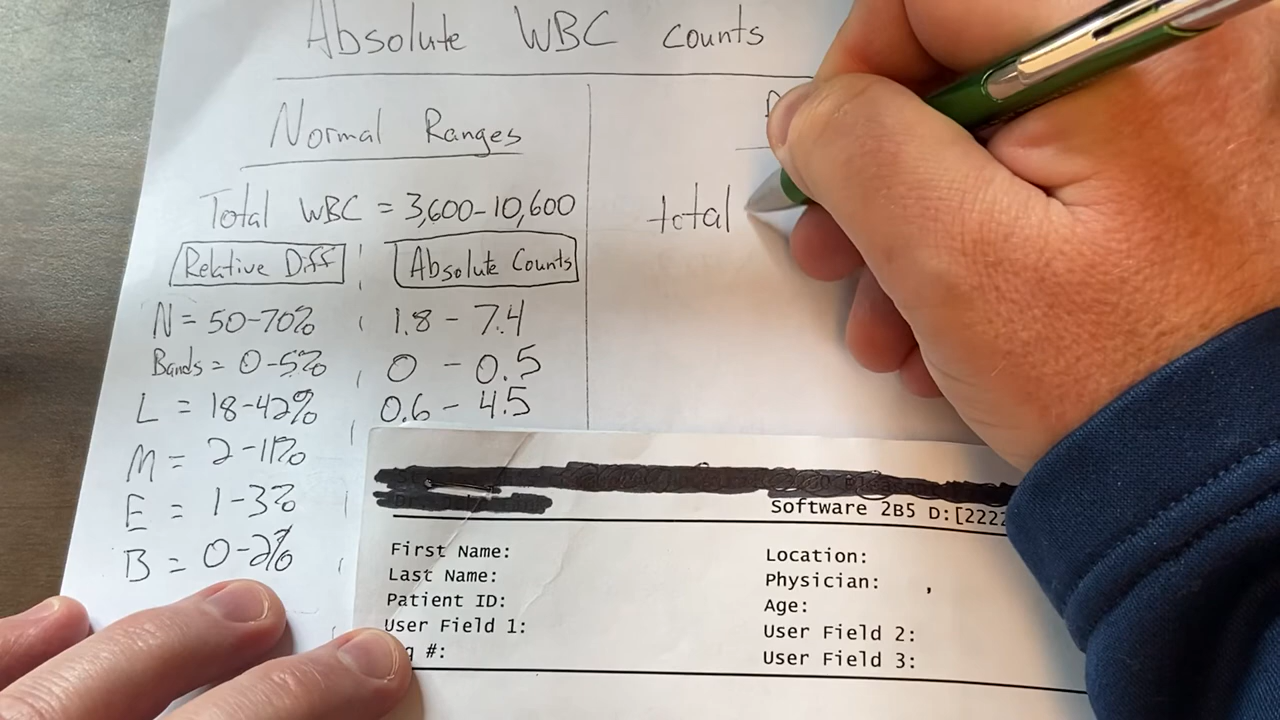 Absolute WBC counts
Normal Ranges
Total WBC = 3,600-10,600
Relative Diff Absolute Counts
N = 50-70% 1.8 - 7.4
Bands = 0-5% 0 - 0.5
L = 18-42% 0.6 - 4.5
M = 2-11%
E = 1-3%
B = 0-2%
total
Software 2B5 D:[2222
First Name: Location:
Last Name: Physician: ,
Patient ID: Age:
User Field 1: User Field 2:
#: User Field 3: